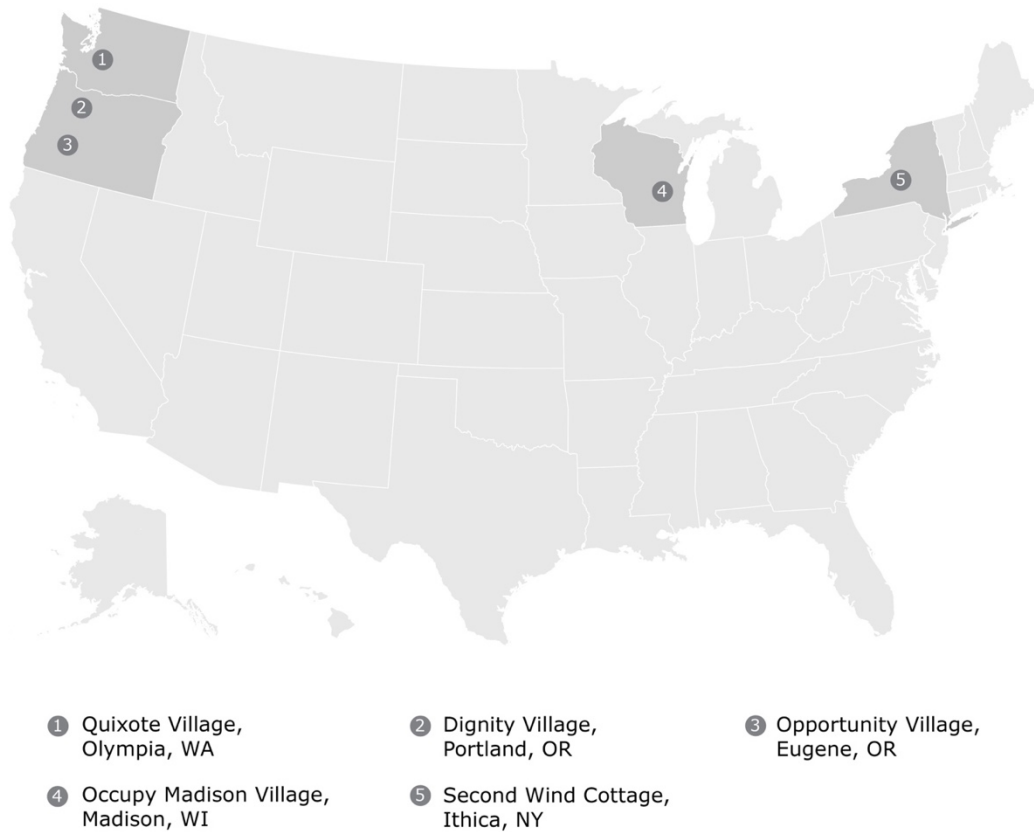 1
2
3
4
5
1 Quixote Village,
Olympia, WA
2 Dignity Village,
Portland, OR
3 Opportunity Village,
Eugene, OR
4 Occupy Madison Village,
Madison, WI
5 Second Wind Cottage,
Ithica, NY